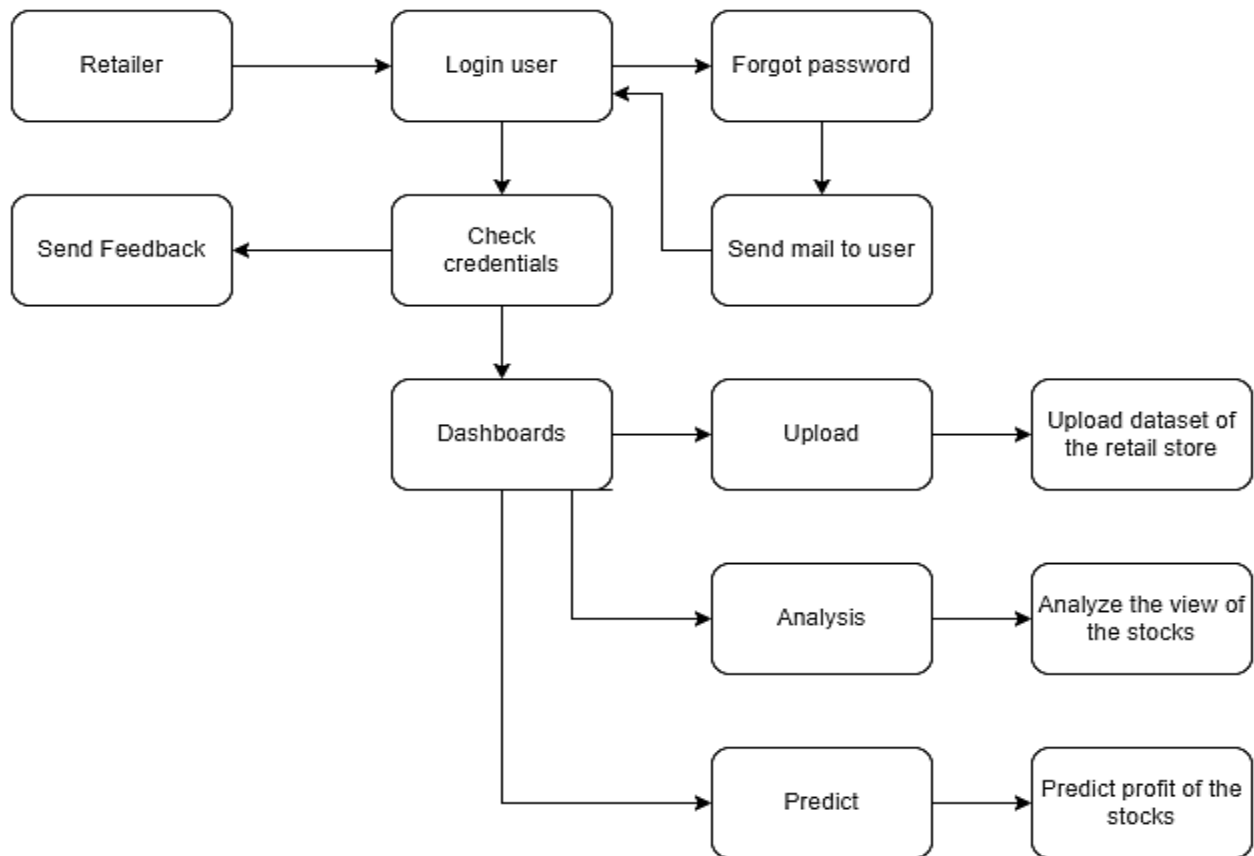 Retailer
Login user
Forgot password
Send Feedback
Check
credentials
Send mail to user
Dashboards
Upload
Upload dataset of
the retail store
Analysis
Analyze the view of
the stocks
Predict
Predict profit of the
stocks